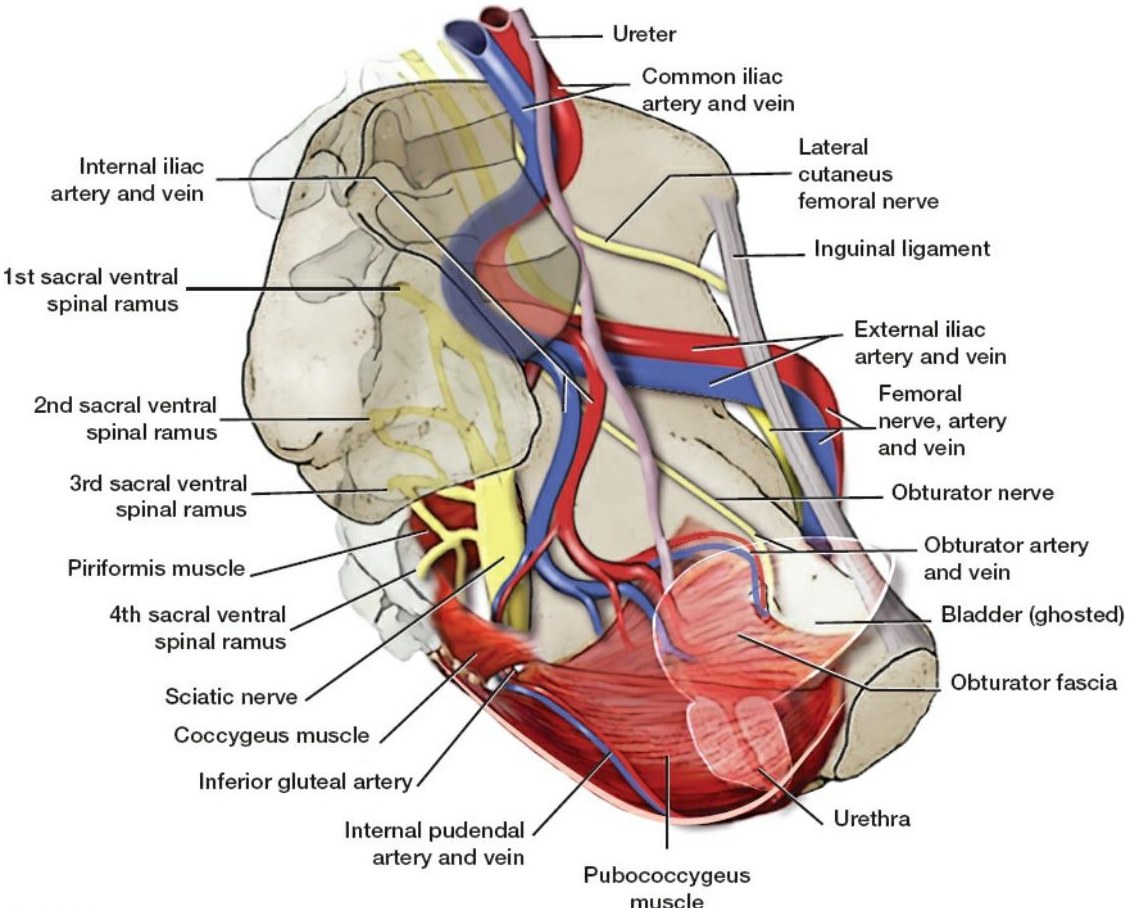 Ureter
Common iliac
artery and vein
Lateral
cutaneus
femoral nerve
Inguinal ligament
External iliac
artery and vein
Femoral
nerve, artery
and vein
Obturator nerve
Obturator artery
and vein
Bladder (ghosted)
Obturator fascia
Urethra
Pubococcygeus
muscle
Internal iliac
artery and vein
1st sacral ventral
spinal ramus
2nd sacral ventral
spinal ramus
3rd sacral ventral
spinal ramus
Piriformis muscle
4th sacral ventral
spinal ramus
Sciatic nerve
Coccygeus muscle
Inferior gluteal artery
Internal pudendal
artery and vein